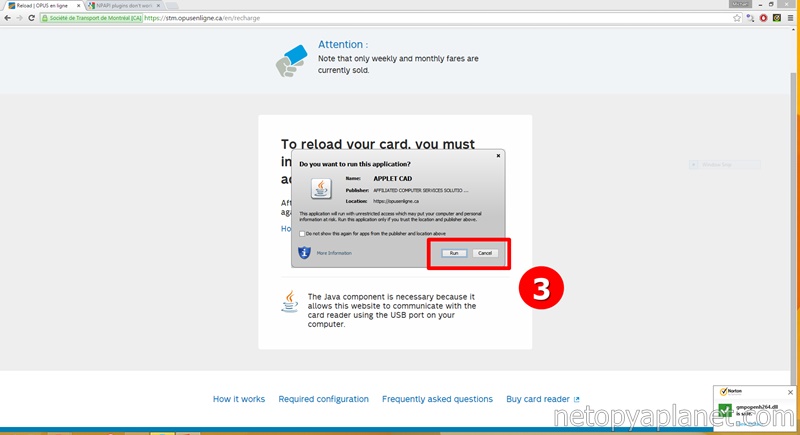 Reload | OPUS en ligne
NPAPI plugins don't wor
Société de Transport de Montréal [CA]
https://stm.opusenligne.ca/en/recharge
Attention :
Note that only weekly and monthly fares are
currently sold.
To reload your card, you must
in
ac
Aft
aga
Ho
Do you want to run this application?
Name: APPLET CAD
Publisher: AFFILIATED COMPUTER SERVICES SOLUTIO ...
Location: https://opusenligne.ca
This application will run with unrestricted access which may put your computer and personal
information at risk. Run this application only if you trust the location and publisher above.
Do not show this again for apps from the publisher and location above
More Information
Run Cancel
3
The Java component is necessary because it
allows this website to communicate with the
card reader using the USB port on your
computer.
How it works Required configuration Frequently asked questions Buy card reader
Norton
gmpopenh264.dll
is safe.
netopyaplanet.com